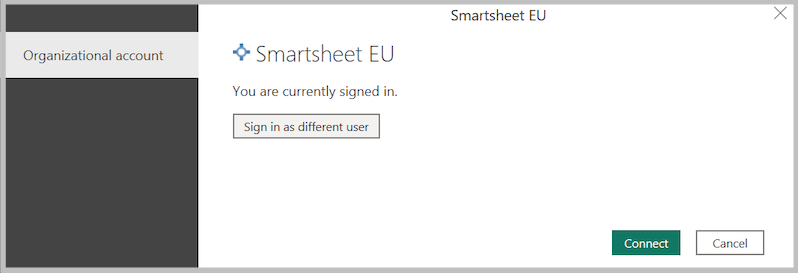 Smartsheet EU
Organizational account
Smartsheet EU
You are currently signed in.
Sign in as different user
Connect
Cancel